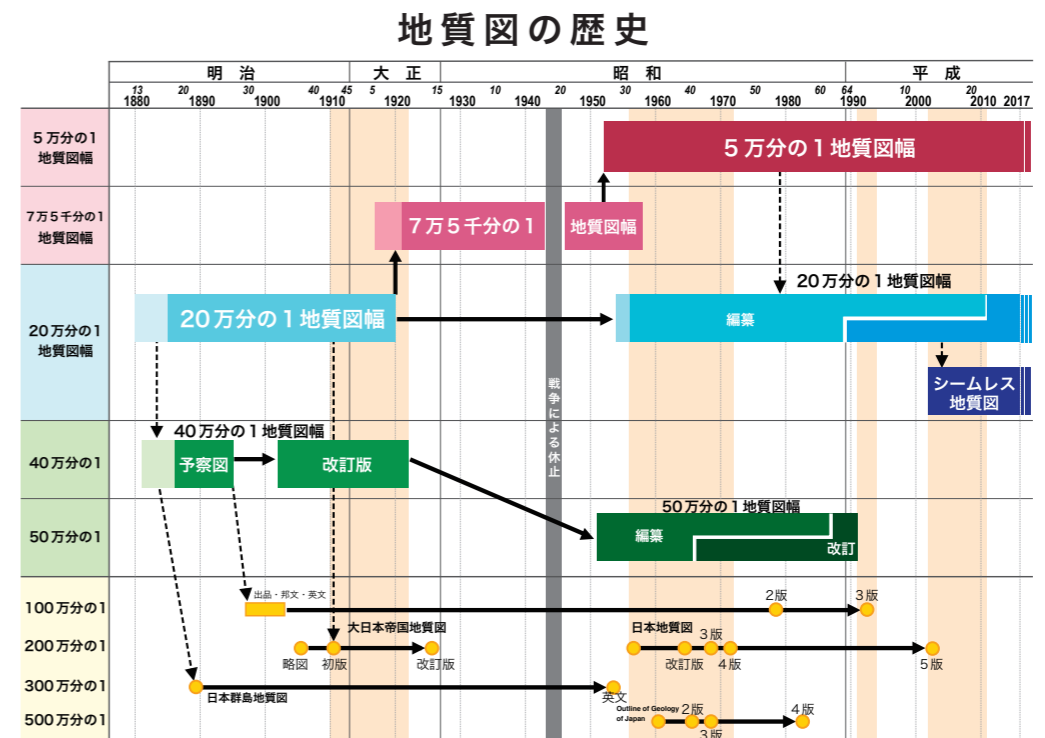 地質図の歴史
明 治
大 正
昭 和
平 成
13 20 30 40 45 5 15 10 20 30 40 50 60 64 10 20
1880 1890 1900 1910 1920 1930 1940 1950 1960 1970 1980 1990 2000 2010 2017
5万分の1
地質図幅
5万分の1地質図幅
7万5千分の1
地質図幅
7万5千分の1
地質図幅
20万分の1
地質図幅
20万分の1地質図幅
20万分の1地質図幅
編纂
シームレス
地質図
戦争による休止
40万分の1
40万分の1地質図幅
予察図
改訂版
50万分の1
50万分の1地質図幅
編纂
改訂
100万分の1
出品・邦文・英文
2版
3版
200万分の1
大日本帝国地質図
略図
初版
改訂版
日本地質図
改訂版
3版
4版
5版
300万分の1
日本群島地質図
英文
500万分の1
Outline of Geology
of Japan
2版
3版
4版